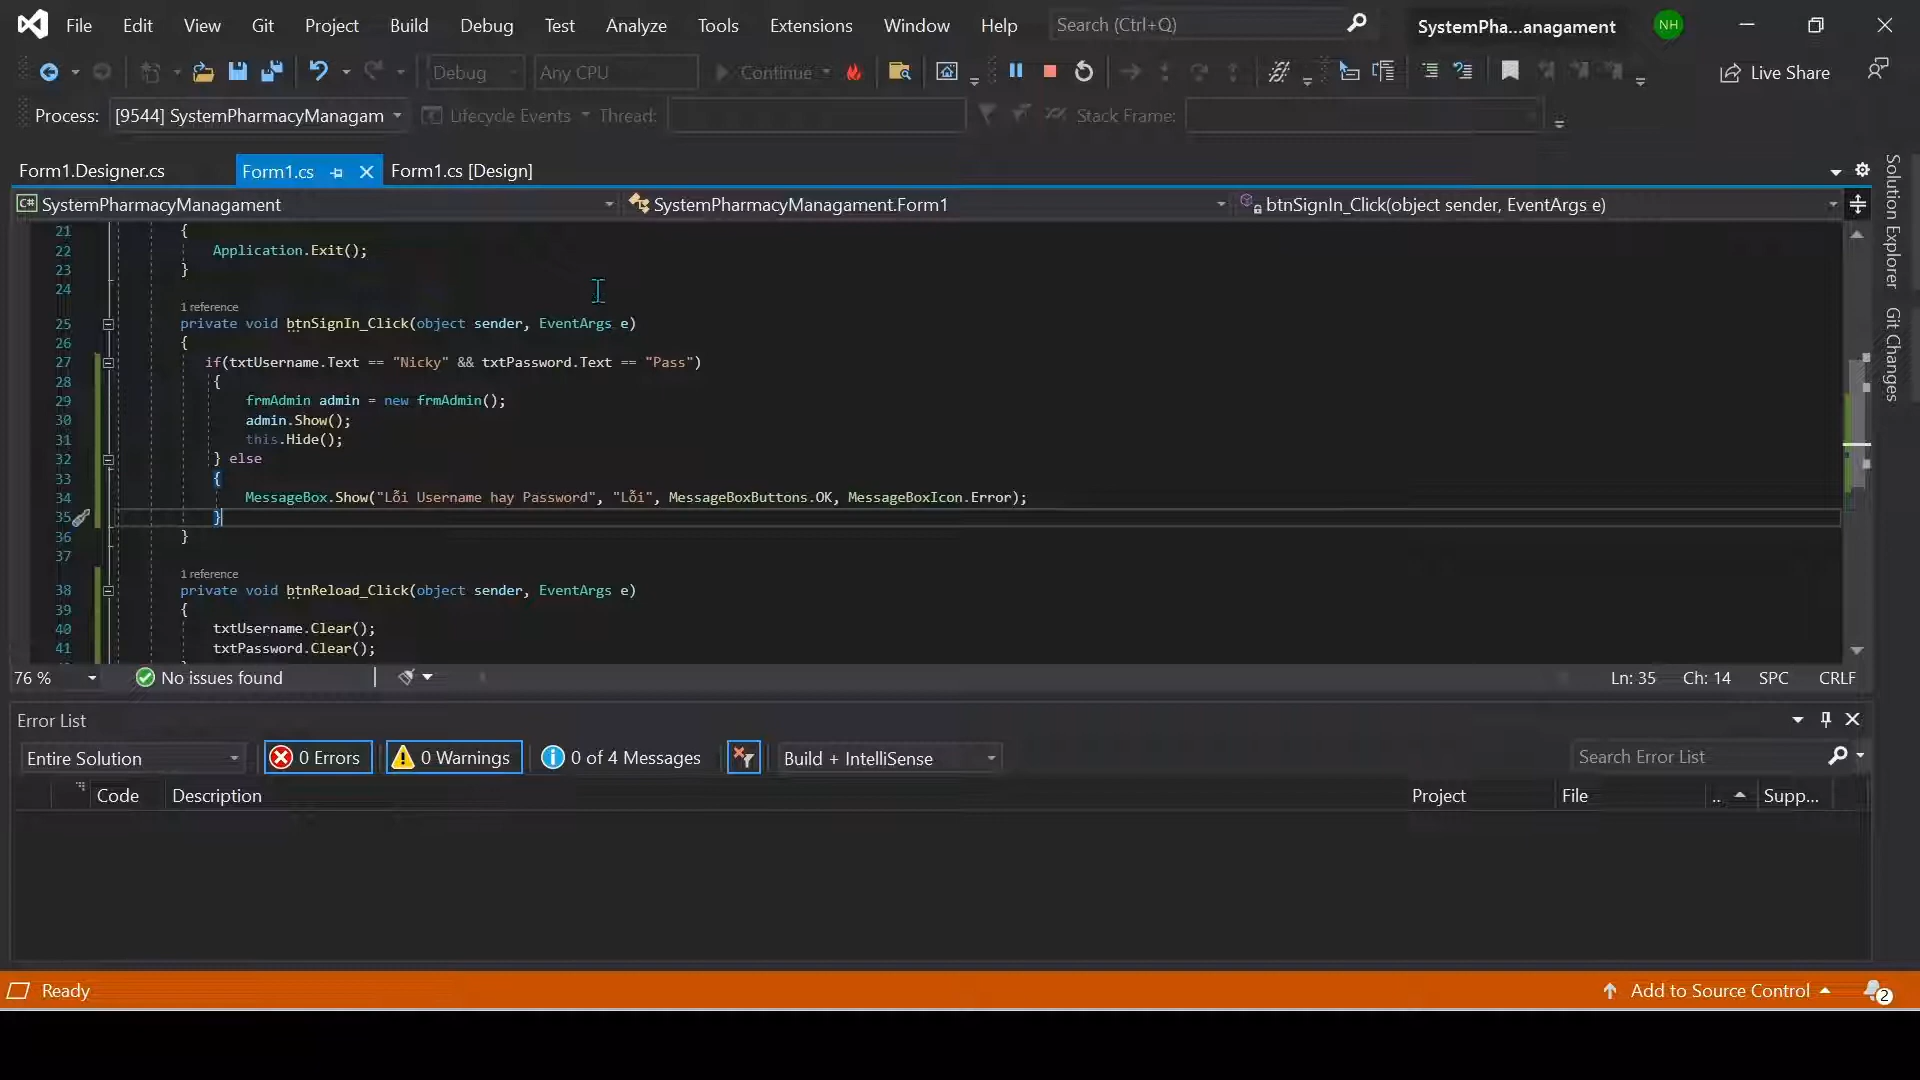 File Edit View Git Project Build Debug Test Analyze Tools Extensions Window Help Search (Ctrl+Q) SystemPha...anagament NH
Debug Any CPU Continue Live Share
Process: [9544] SystemPharmacyManagam Lifecycle Events Thread: Stack Frame:
Form1.Designer.cs Form1.cs Form1.cs [Design]
C# SystemPharmacyManagament SystemPharmacyManagament.Form1 btnSignIn_Click(object sender, EventArgs e)
21 {
22 Application.Exit();
23 }
24
1 reference
25 private void btnSignIn_Click(object sender, EventArgs e)
26 {
27 if(txtUsername.Text == "Nicky" && txtPassword.Text == "Pass")
28 {
29 frmAdmin admin = new frmAdmin();
30 admin.Show();
31 this.Hide();
32 } else
33 {
34 MessageBox.Show("Lỗi Username hay Password", "Lỗi", MessageBoxButtons.OK, MessageBoxIcon.Error);
35 }
36 }
37
1 reference
38 private void btnReload_Click(object sender, EventArgs e)
39 {
40 txtUsername.Clear();
41 txtPassword.Clear();
76 % No issues found Ln: 35 Ch: 14 SPC CRLF
Error List
Entire Solution 0 Errors 0 Warnings 0 of 4 Messages Build + IntelliSense Search Error List
Code Description Project File .. Supp...
Ready Add to Source Control 2
Solution Explorer
Git Changes